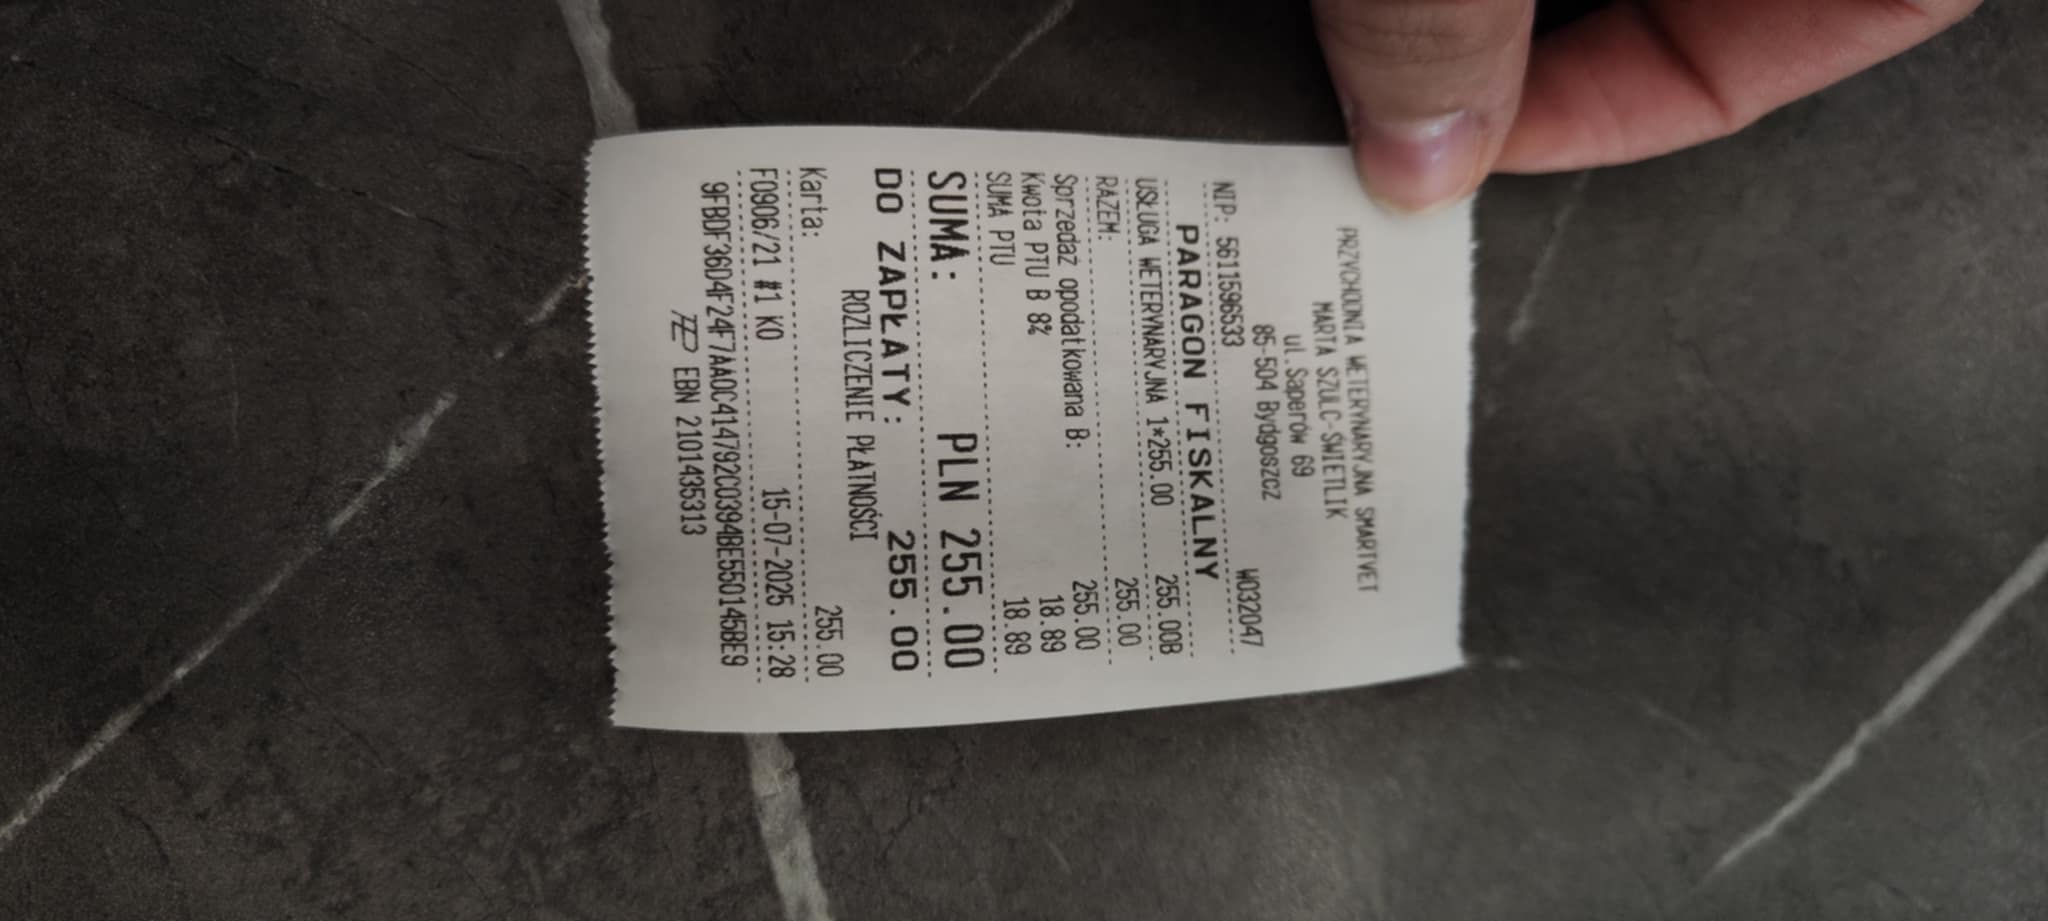 PRZYCHODNIA WETERYNARYJNA SMARTVET
MARTA SZULC-ŚWIETLIK
ul.Saperów 69
85-504 Bydgoszcz
NIP: 5611596533 W032047
PARAGON FISKALNY
USŁUGA WETERYNARYJNA 1*255.00 255.00B
RAZEM: 255.00
Sprzedaż opodatkowana B: 255.00
Kwota PTU B 8% 18.89
SUMA PTU 18.89
SUMA: PLN 255.00
DO ZAPŁATY: 255.00
ROZLICZENIE PŁATNOŚCI
Karta: 255.00
F0906/21 #1 KO 15-07-2025 15:28
9FBDF36D4F24F7AA0C414792C0394BE550145BE9
EBN 2101435313